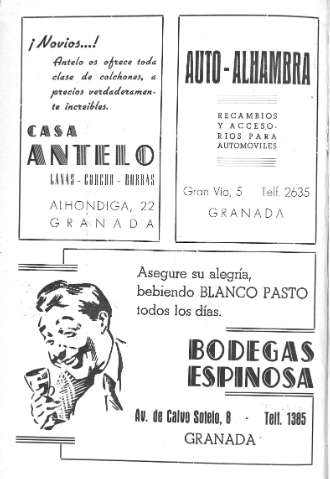 ¡Novios...!
Antelo os ofrece toda
clase de colchones, a
precios verdaderamen-
te increibles.
CASA
ANTELO
LANAS - CORCHO - BORRAS
ALHONDIGA, 22
GRANADA
AUTO-ALHAMBRA
RECAMBIOS
Y ACCESO-
RIOS PARA
AUTOMOVILES
Gran Vía, 5 Telf. 2635
GRANADA
Asegure su alegría,
bebiendo BLANCO PASTO
todos los días.
BODEGAS
ESPINOSA
Av. de Calvo Sotelo, 8 - Telf. 1385
GRANADA